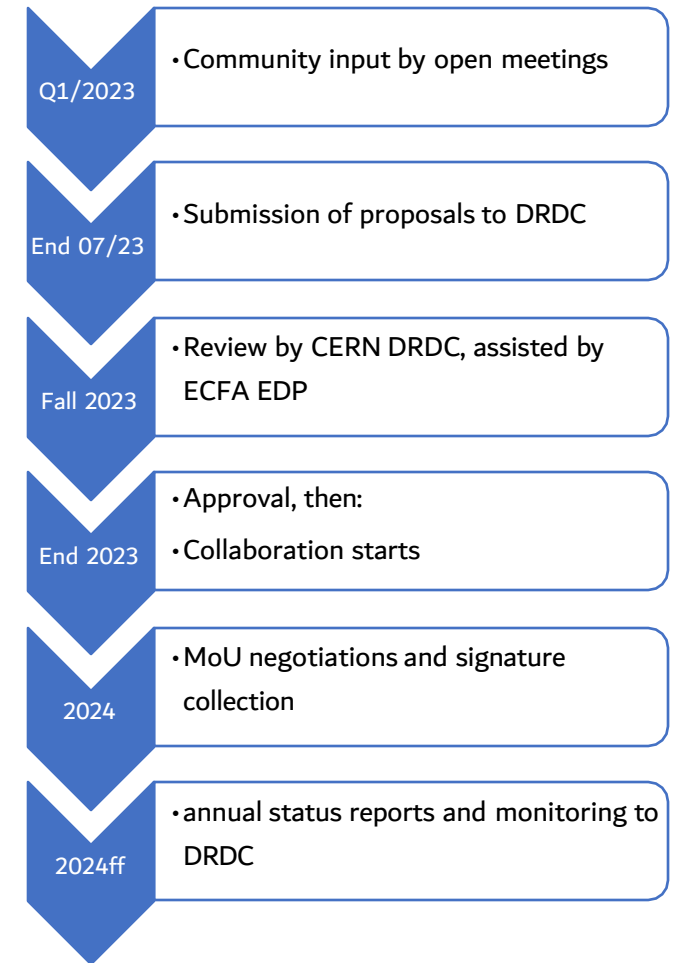 Q1/2023
•Community input by open meetings
End 07/23
•Submission of proposals to DRDC
Fall 2023
•Review by CERN DRDC, assisted by
ECFA EDP
End 2023
•Approval, then:
•Collaboration starts
2024
•MoU negotiations and signature
collection
2024ff
•annual status reports and monitoring to
DRDC